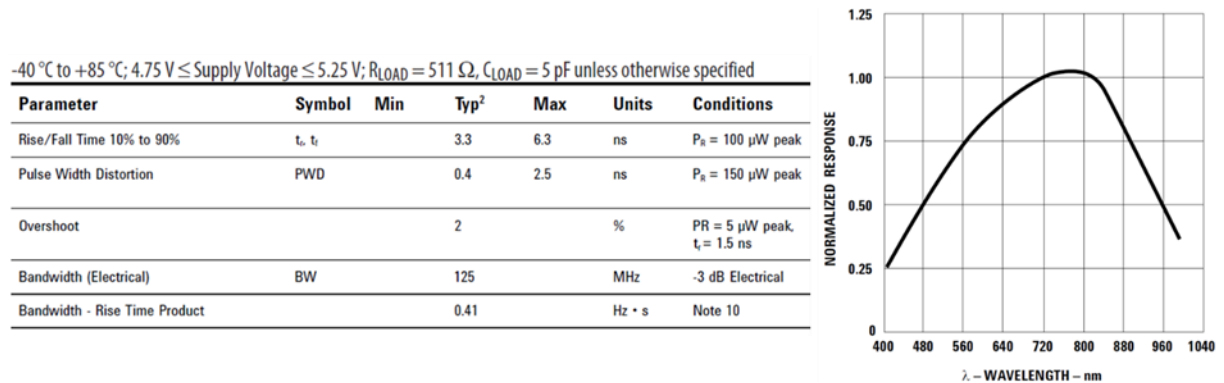 -40 °C to +85 °C; 4.75 V ≤ Supply Voltage ≤ 5.25 V; RLOAD = 511 Ω, CLOAD = 5 pF unless otherwise specified
Parameter Symbol Min Typ2 Max Units Conditions
Rise/Fall Time 10% to 90% tr, tf 3.3 6.3 ns PR = 100 µW peak
Pulse Width Distortion PWD 0.4 2.5 ns PR = 150 µW peak
Overshoot 2 % PR = 5 µW peak,
tr = 1.5 ns
Bandwidth (Electrical) BW 125 MHz -3 dB Electrical
Bandwidth - Rise Time Product 0.41 Hz • s Note 10
NORMALIZED RESPONSE
1.25
1.00
0.75
0.50
0.25
0
400 480 560 640 720 800 880 960 1040
λ – WAVELENGTH – nm